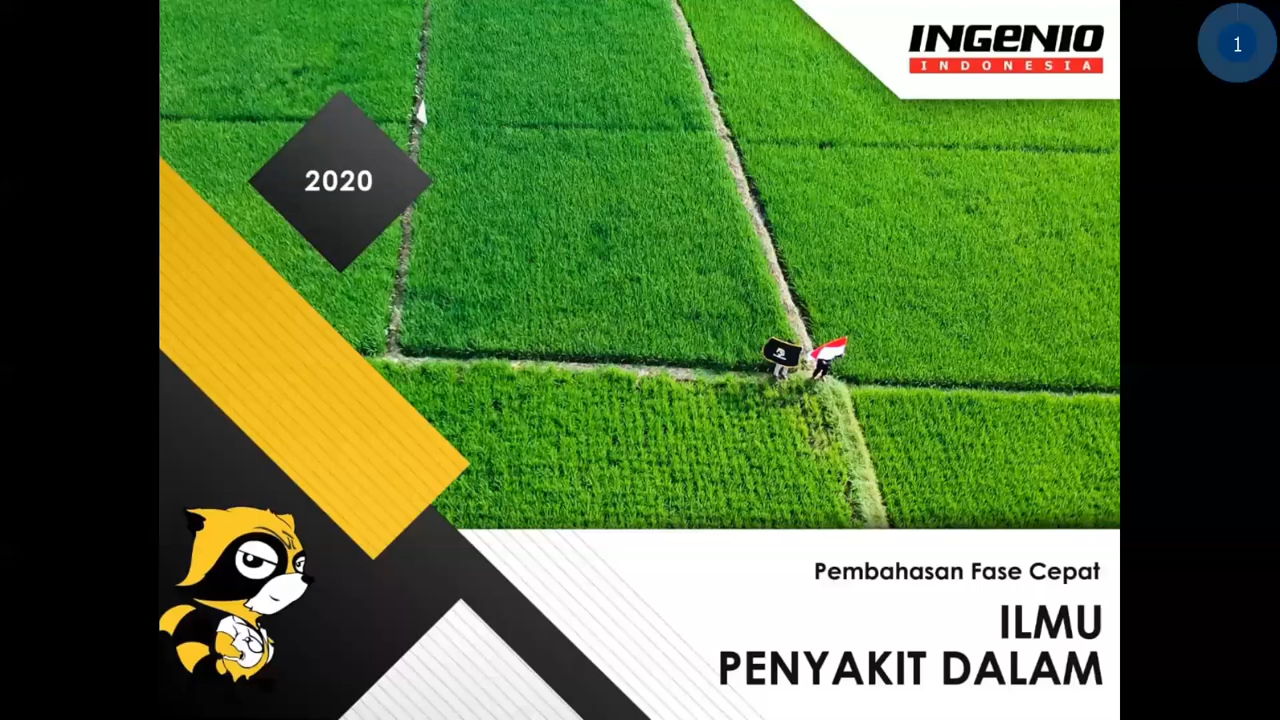 INGENIO
INDONESIA
1
2020
Pembahasan Fase Cepat
ILMU
PENYAKIT DALAM